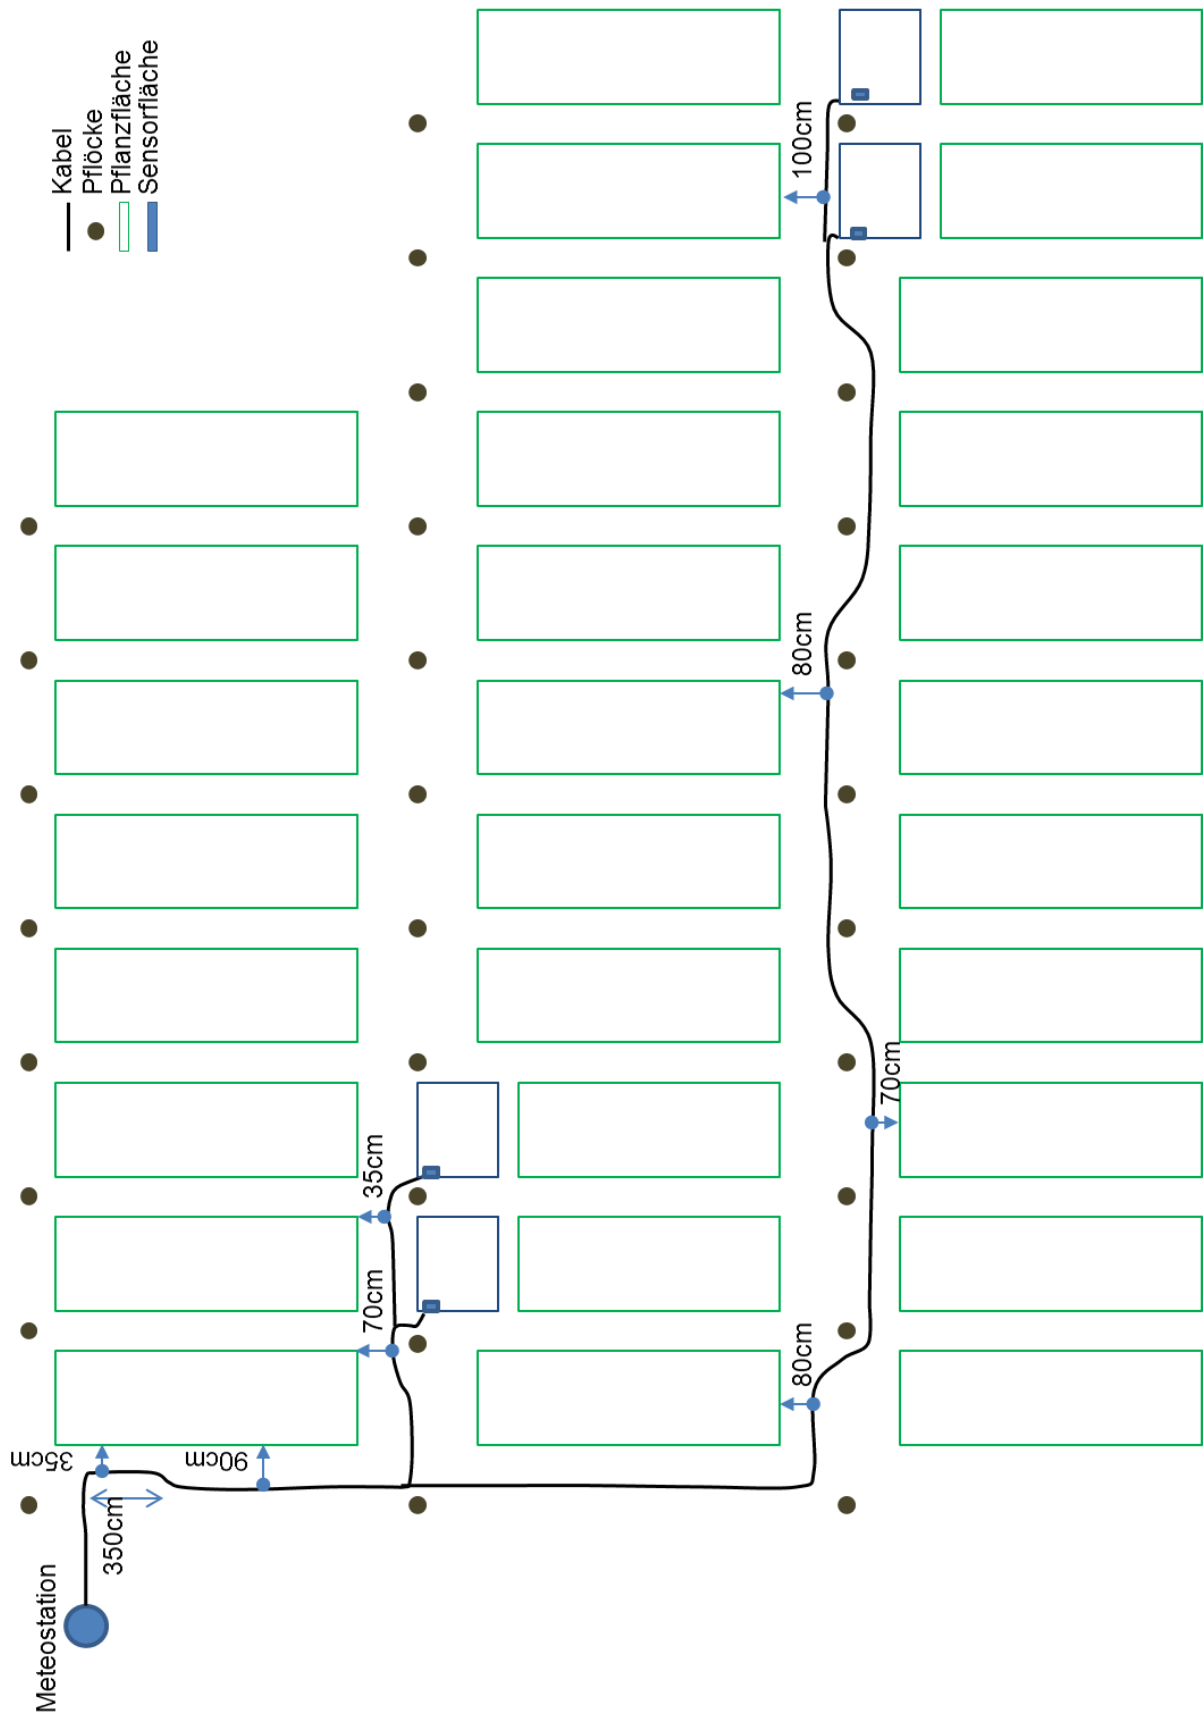 Kabel
Pflöcke
Pflanzfläche
Sensorfläche
100cm
80cm
35cm
70cm
70cm
80cm
35cm
90cm
350cm
Meteostation